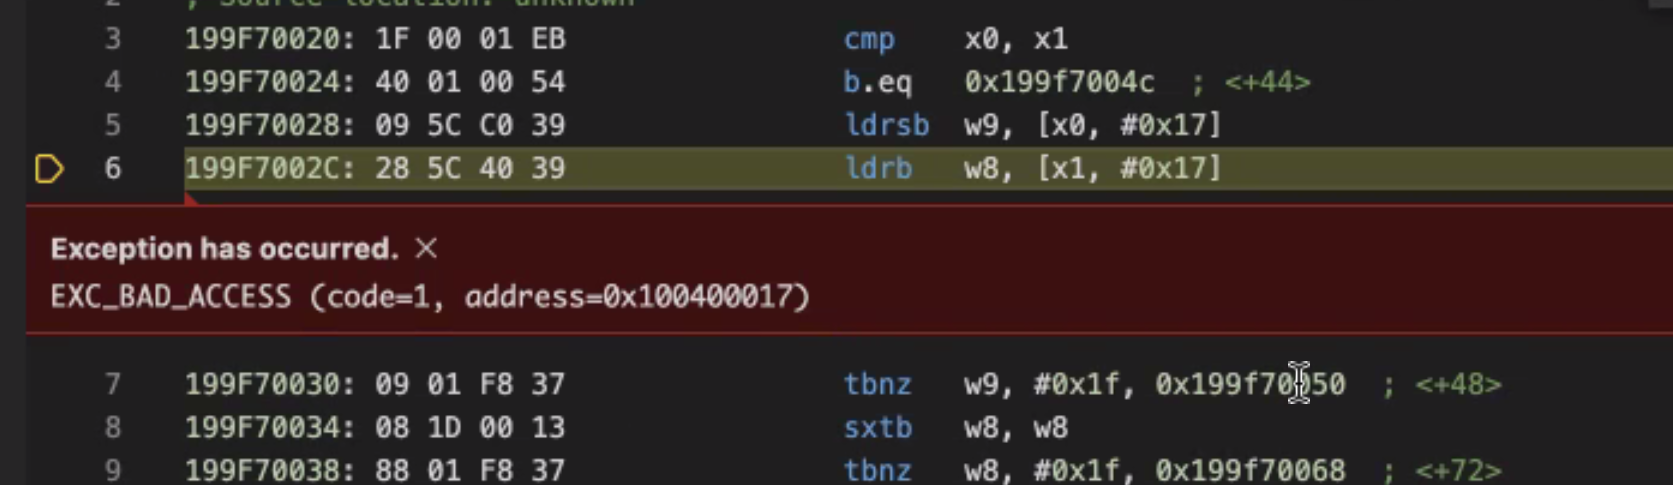 2 ; Source location: unknown
3 199F70020: 1F 00 01 EB cmp x0, x1
4 199F70024: 40 01 00 54 b.eq 0x199f7004c ; <+44>
5 199F70028: 09 5C C0 39 ldrsb w9, [x0, #0x17]
6 199F7002C: 28 5C 40 39 ldrb w8, [x1, #0x17]
Exception has occurred. ×
EXC_BAD_ACCESS (code=1, address=0x100400017)
7 199F70030: 09 01 F8 37 tbnz w9, #0x1f, 0x199f70050 ; <+48>
8 199F70034: 08 1D 00 13 sxtb w8, w8
9 199F70038: 88 01 F8 37 tbnz w8, #0x1f, 0x199f70068 ; <+72>